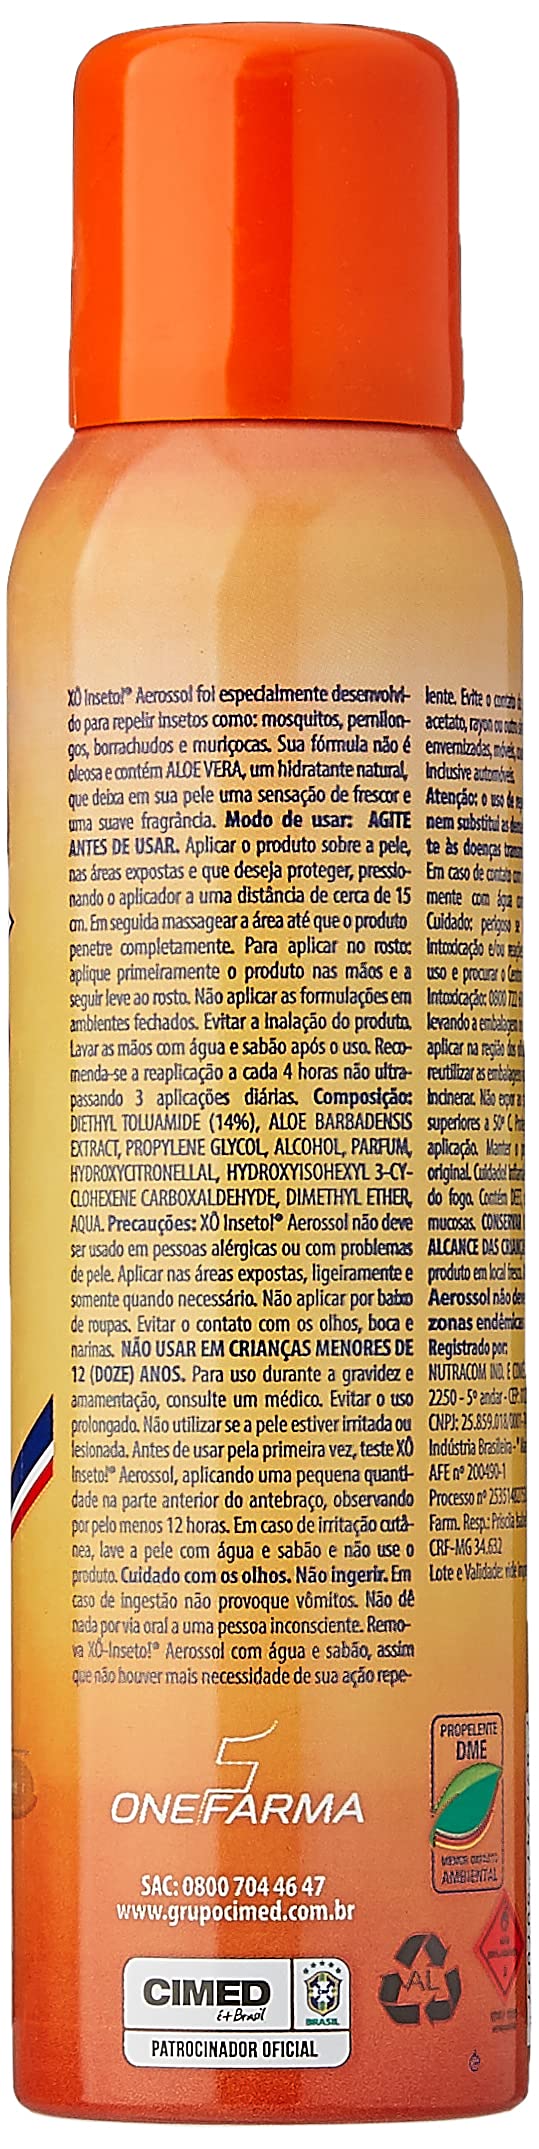 XÔ Inseto!® Aerossol foi especialmente desenvolvi-
do para repelir insetos como: mosquitos, pernilon-
gos, borrachudos e muriçocas. Sua fórmula não é
oleosa e contém ALOE VERA, um hidratante natural,
que deixa em sua pele uma sensação de frescor e
uma suave fragrância. Modo de usar: AGITE
ANTES DE USAR. Aplicar o produto sobre a pele,
nas áreas expostas e que deseja proteger, pressio-
nando o aplicador a uma distância de cerca de 15
cm. Em seguida massagear a área até que o produto
penetre completamente. Para aplicar no rosto:
aplique primeiramente o produto nas mãos e a
seguir leve ao rosto. Não aplicar as formulações em
ambientes fechados. Evitar a Inalação do produto.
Lavar as mãos com água e sabão após o uso. Reco-
menda-se a reaplicação a cada 4 horas não ultra-
passando 3 aplicações diárias. Composição:
DIETHYL TOLUAMIDE (14%), ALOE BARBADENSIS
EXTRACT, PROPYLENE GLYCOL, ALCOHOL, PARFUM,
HYDROXYCITRONELLAL, HYDROXYISOHEXYL 3-CY-
CLOHEXENE CARBOXALDEHYDE, DIMETHYL ETHER,
AQUA. Precauções: XÔ Inseto!® Aerossol não deve
ser usado em pessoas alérgicas ou com problemas
de pele. Aplicar nas áreas expostas, ligeiramente e
somente quando necessário. Não aplicar por baixo
de roupas. Evitar o contato com os olhos, boca e
narinas. NÃO USAR EM CRIANÇAS MENORES DE
12 (DOZE) ANOS. Para uso durante a gravidez e
amamentação, consulte um médico. Evitar o uso
prolongado. Não utilizar se a pele estiver irritada ou
lesionada. Antes de usar pela primeira vez, teste XÔ
Inseto!® Aerossol, aplicando uma pequena quanti-
dade na parte anterior do antebraço, observando
por pelo menos 12 horas. Em caso de irritação cutâ-
nea, lave a pele com água e sabão e não use o
produto. Cuidado com os olhos. Não ingerir. Em
caso de ingestão não provoque vômitos. Não dê
nada por via oral a uma pessoa inconsciente. Remo-
va XÔ-Inseto!® Aerossol com água e sabão, assim
que não houver mais necessidade de sua ação repe-
lente. Evite o contato
acetato, rayon ou outro
envernizadas, móveis,
Inclusive automóveis.
Atenção: o uso de
nem substitui as
te às doenças
Em caso de contato
mente com água
Cuidado: perigoso se
Intoxicação e/ou
uso e procurar o
Intoxicação: 0800 722
levando a embalagem
aplicar na região dos
reutilizar as embalagens
Incinerar. Não
superiores a 50° C.
aplicação. Manter o
original. Cuidado!
do fogo. Contém DEET,
mucosas. CONSERVAR
ALCANCE DAS
produto em local fresco.
Aerossol não deve
zonas endêmicas
Registrado por:
NUTRACOM IND. E
2250 - 5º andar - CEP:
CNPJ: 25.859.018/0001-
Indústria Brasileira -
AFE nº 200490-1
Processo nº
Farm. Resp.: Priscila
CRF-MG 34.632
Lote e Validade: vide
ONEFARMA
SAC: 0800 704 46 47
www.grupocimed.com.br
CIMED
é+Brasil
BRASIL
PATROCINADOR OFICIAL
PROPELENTE
DME
MENOR IMPACTO
AMBIENTAL
AL